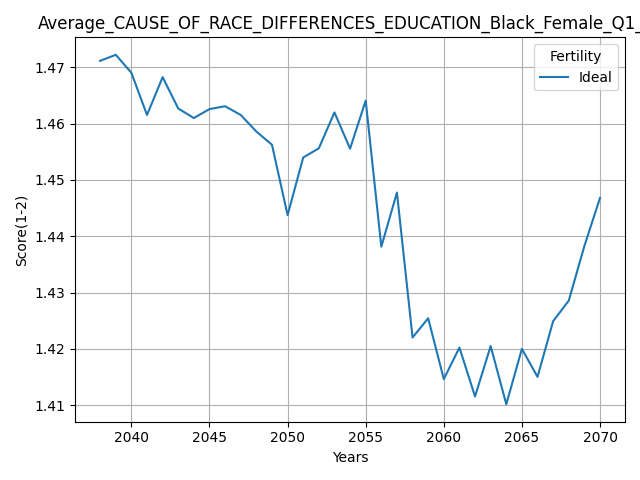 Average_CAUSE_OF_RACE_DIFFERENCES_EDUCATION_Black_Female_Q1_
Fertility
Ideal
1.47
1.46
1.45
1.44
1.43
1.42
1.41
Score(1-2)
2040 2045 2050 2055 2060 2065 2070
Years